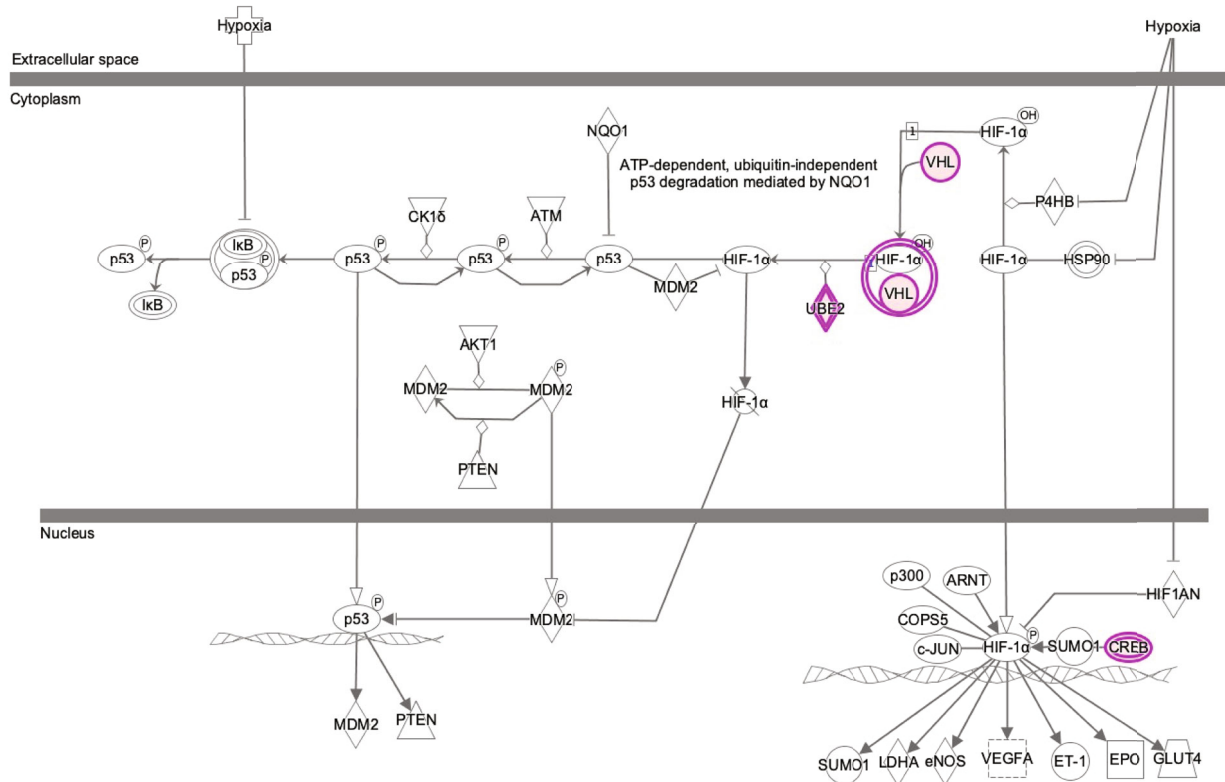 Hypoxia
Hypoxia
Extracellular space
Cytoplasm
NQO1
ATP-dependent, ubiquitin-independent
p53 degradation mediated by NQO1
HIF-1α
OH
1
VHL
CK1δ
ATM
P4HB
p53
P
IκB
P
p53
p53
P
p53
P
p53
HIF-1α
1
HIF-1α
OH
VHL
HIF-1α
HSP90
IκB
MDM2
UBE2
AKT1
MDM2
MDM2
P
HIF-1α
PTEN
Nucleus
p300
ARNT
HIF1AN
p53
P
MDM2
P
COPS5
c-JUN
HIF-1α
P
SUMO1
CREB
MDM2
PTEN
SUMO1
LDHA
eNOS
VEGFA
ET-1
EPO
GLUT4